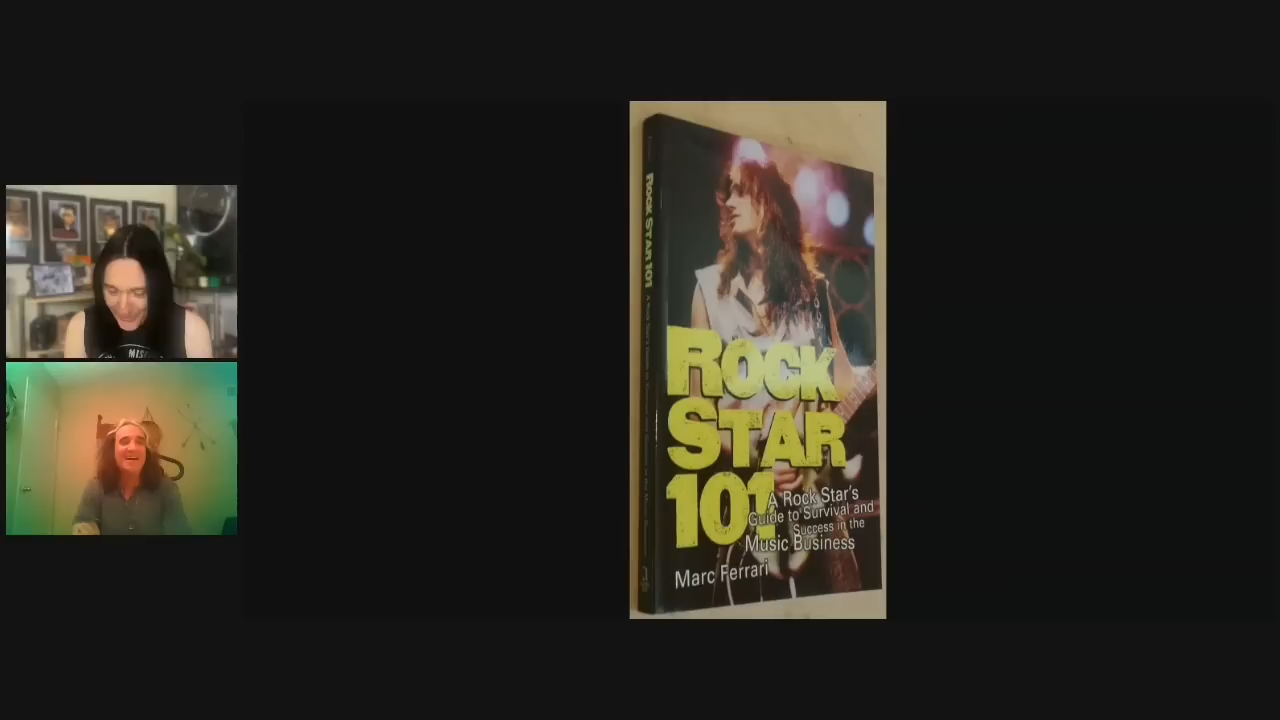 ROCK STAR 101
ROCK
STAR
101
A Rock Star's
Guide to Survival and
Success in the
Music Business
Marc Ferrari